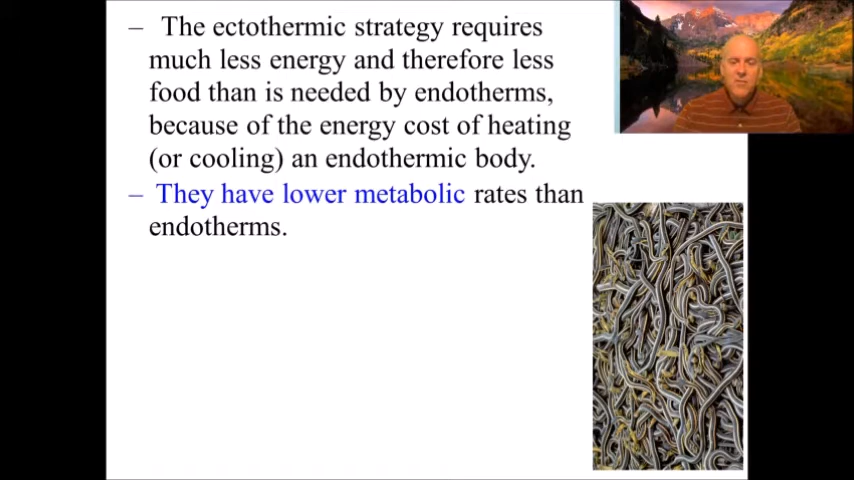 – The ectothermic strategy requires
much less energy and therefore less
food than is needed by endotherms,
because of the energy cost of heating
(or cooling) an endothermic body.
– They have lower metabolic rates than
endotherms.